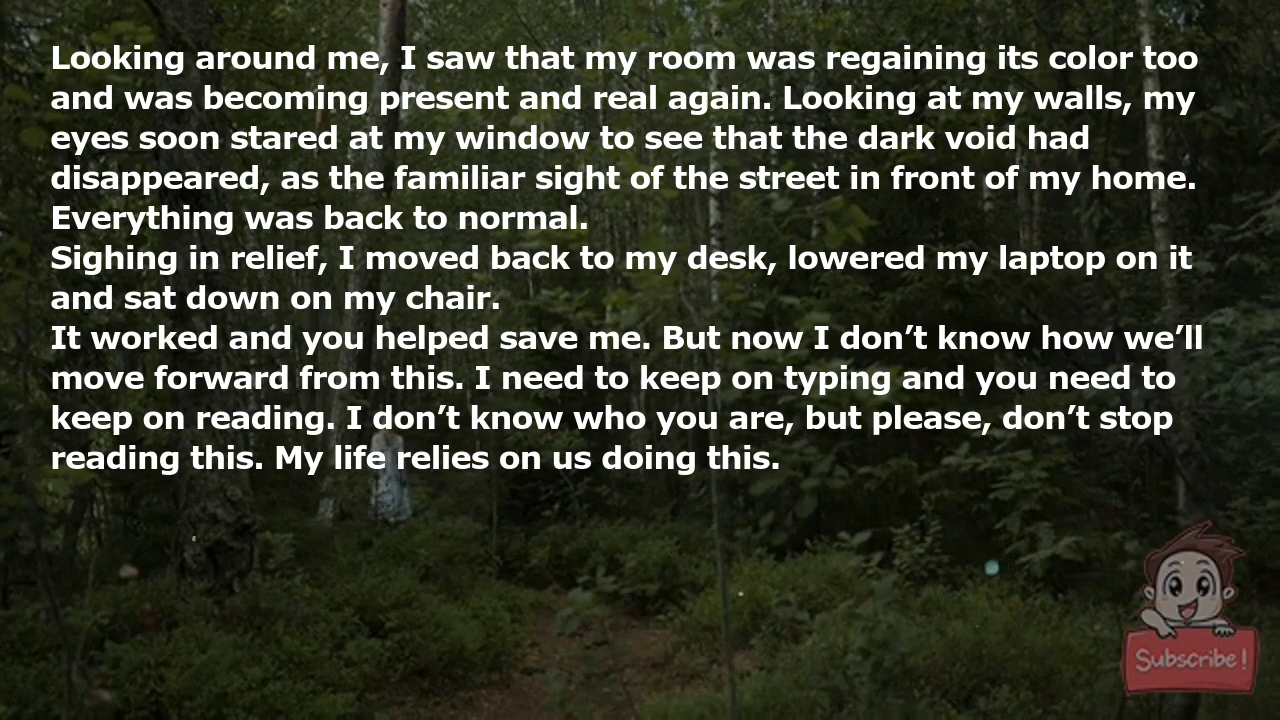 Looking around me, I saw that my room was regaining its color too
and was becoming present and real again. Looking at my walls, my
eyes soon stared at my window to see that the dark void had
disappeared, as the familiar sight of the street in front of my home.
Everything was back to normal.
Sighing in relief, I moved back to my desk, lowered my laptop on it
and sat down on my chair.
It worked and you helped save me. But now I don’t know how we’ll
move forward from this. I need to keep on typing and you need to
keep on reading. I don’t know who you are, but please, don’t stop
reading this. My life relies on us doing this.
Subscribe!